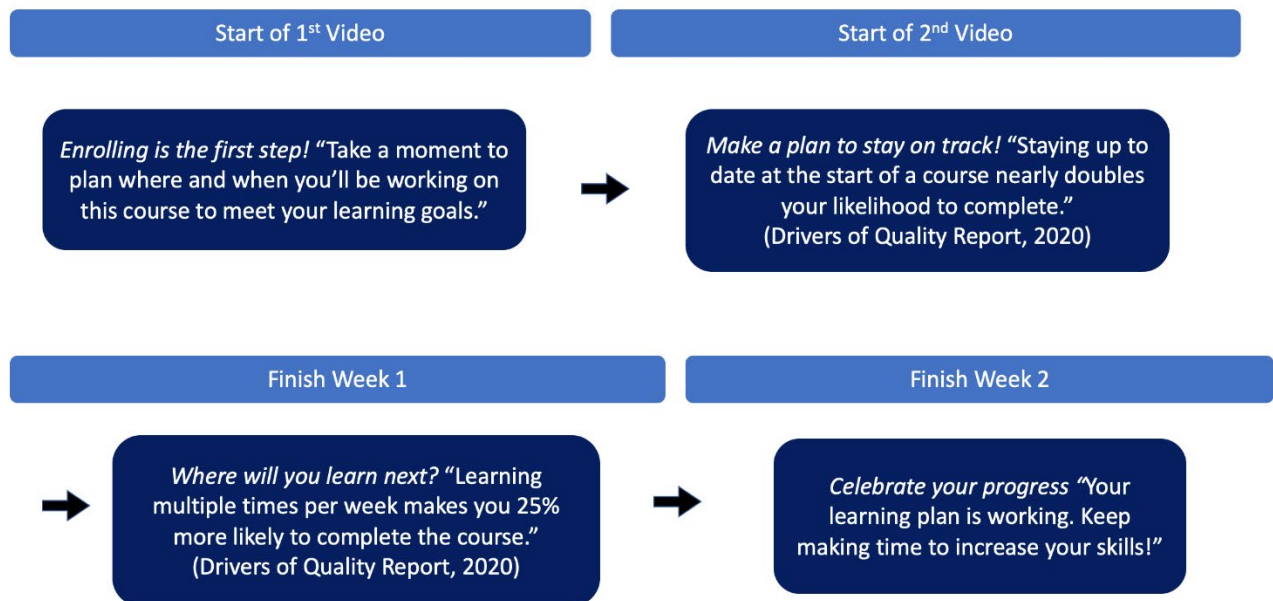 Start of 1st Video
Start of 2nd Video
Enrolling is the first step! “Take a moment to
plan where and when you’ll be working on
this course to meet your learning goals.”
Make a plan to stay on track! “Staying up to
date at the start of a course nearly doubles
your likelihood to complete.”
(Drivers of Quality Report, 2020)
Finish Week 1
Finish Week 2
Where will you learn next? “Learning
multiple times per week makes you 25%
more likely to complete the course.”
(Drivers of Quality Report, 2020)
Celebrate your progress “Your
learning plan is working. Keep
making time to increase your skills!”